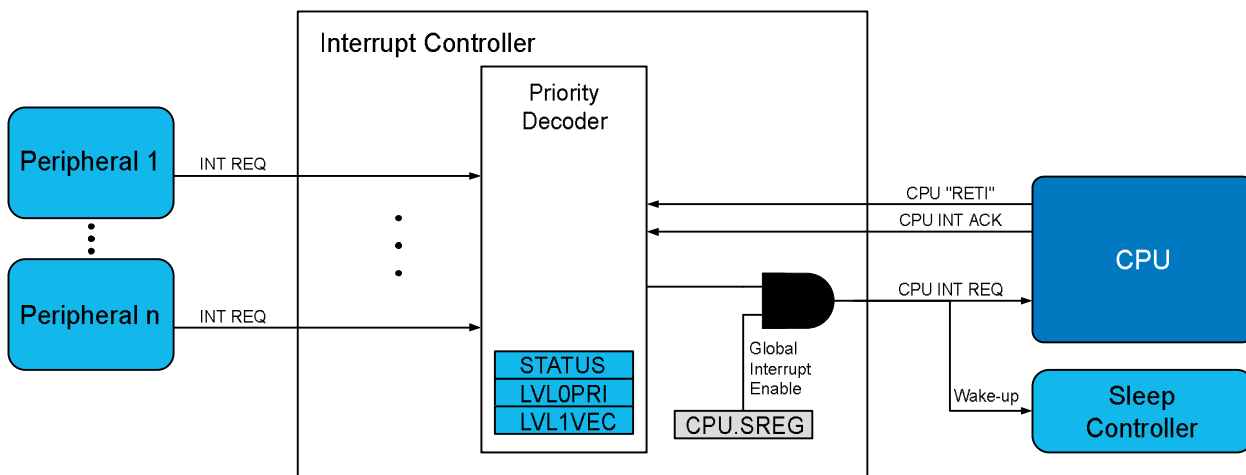 Interrupt Controller
Priority
Decoder
Peripheral 1
INT REQ
Peripheral n
INT REQ
STATUS
LVL0PRI
LVL1VEC
CPU "RETI"
CPU INT ACK
CPU INT REQ
CPU
Global
Interrupt
Enable
CPU.SREG
Wake-up
Sleep
Controller